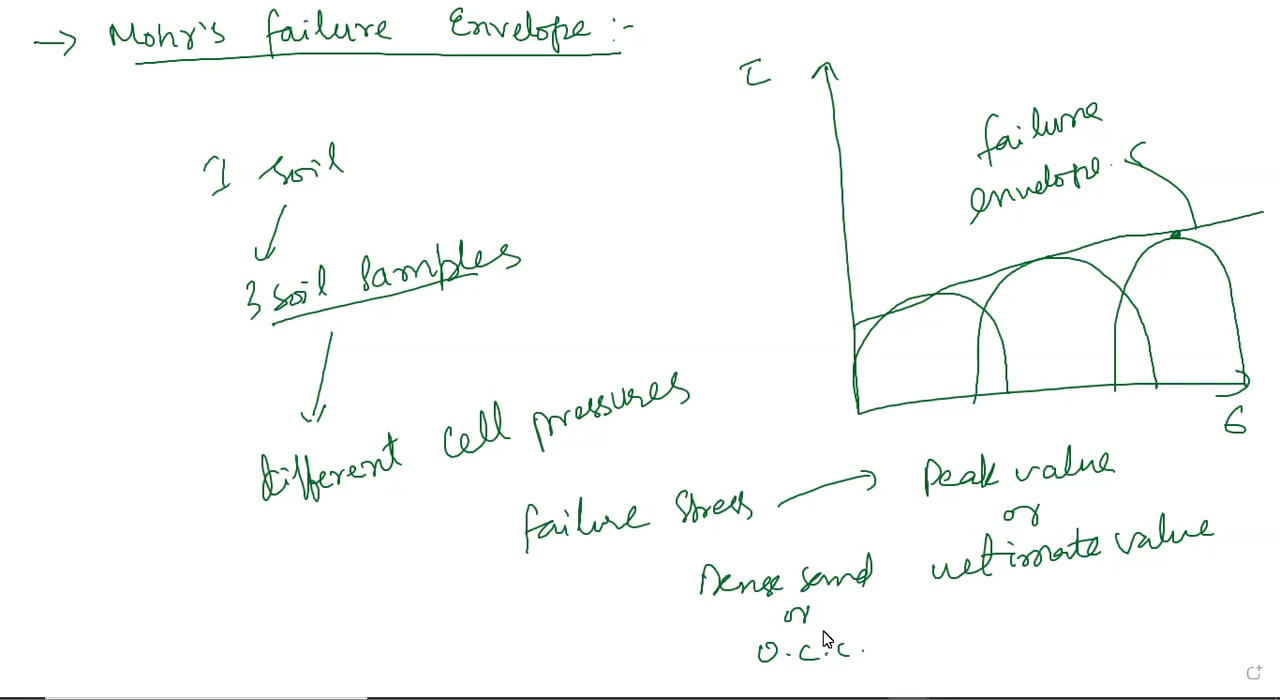 → Mohr's failure Envelope :-
τ
failure
envelope.
1 soil
3 soil samples
Different cell pressures
σ
failure stress → Peak value
or
Dense sand ultimate value
or
O.C.C.